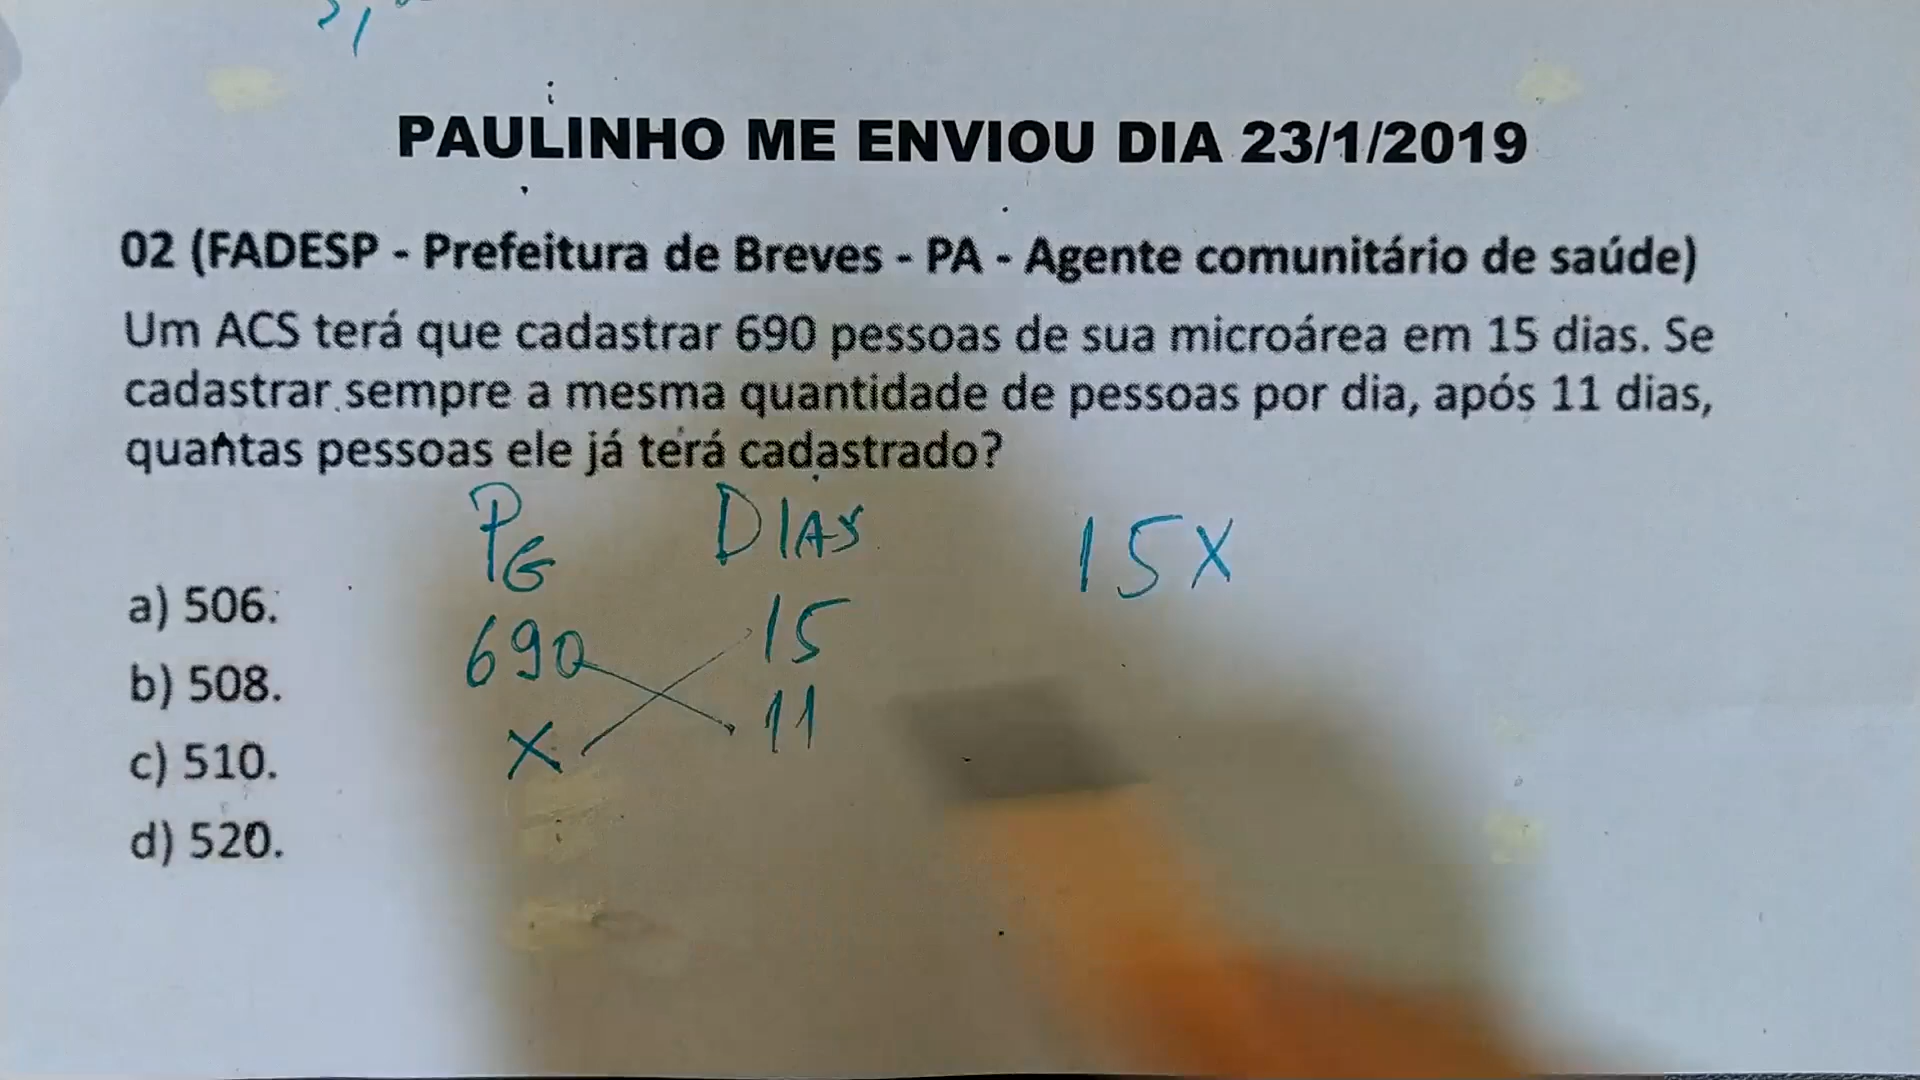 PAULINHO ME ENVIOU DIA 23/1/2019
02 (FADESP - Prefeitura de Breves - PA - Agente comunitário de saúde)
Um ACS terá que cadastrar 690 pessoas de sua microárea em 15 dias. Se
cadastrar sempre a mesma quantidade de pessoas por dia, após 11 dias,
quantas pessoas ele já terá cadastrado?
PE DIAS 15X
a) 506.
690 15
b) 508.
X 11
c) 510.
d) 520.